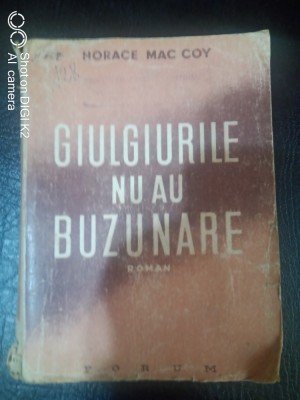 HORACE MAC COY
GIULGIURILE
NU AU
BUZUNARE
ROMAN
FORUM
Shot on DIGI K2
AI camera